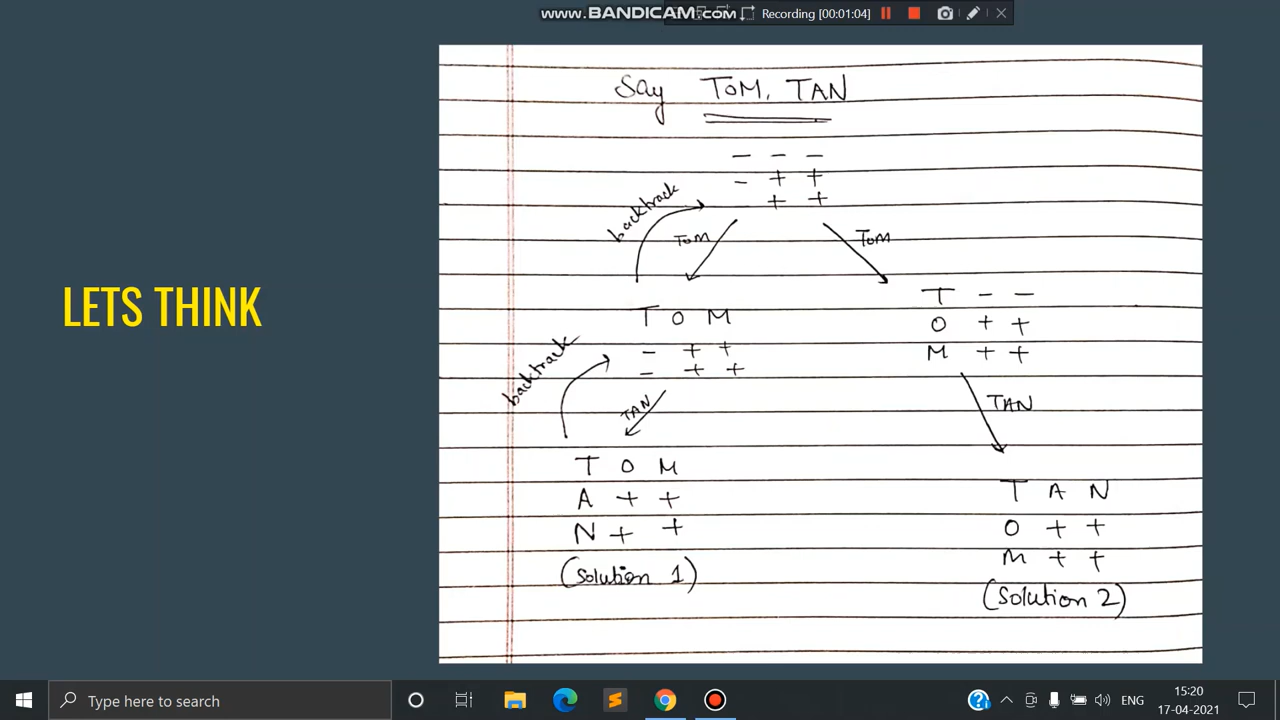 www.BANDICAM.com
Recording [00:01:04]
LETS THINK
Say TOM, TAN
- - -
- + +
- + +
backtrack
TOM
TOM
T O M
- + +
- + +
T - -
O + +
M + +
backtrack
TAN
TAN
T O M
A + +
N + +
(Solution 1)
T A N
O + +
M + +
(Solution 2)
Type here to search
ENG
15:20
17-04-2021